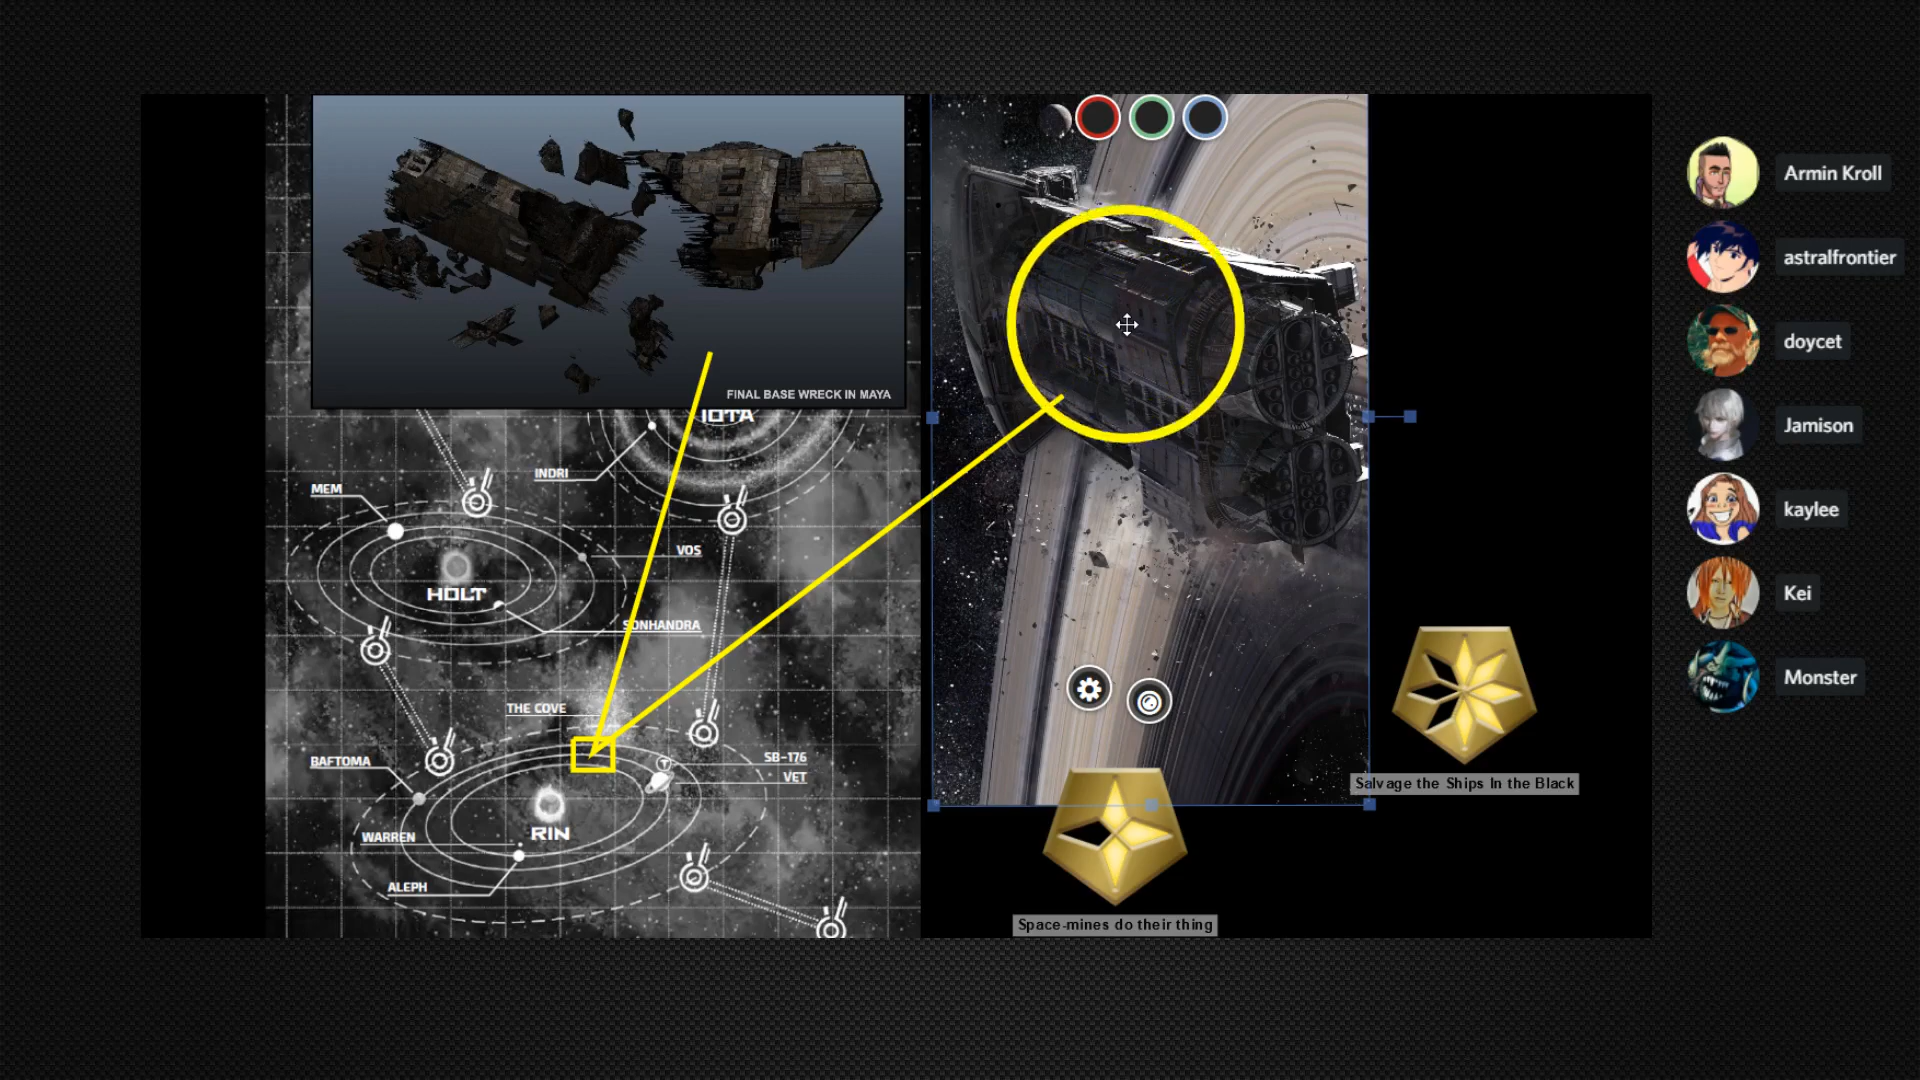 FINAL BASE WRECK IN MAYA
IOTA
INDRI
MEM
VOS
HOLT
SONHANDRA
THE COVE
BAFTOMA
SB-176
VET
RIN
WARREN
ALEPH
Salvage the Ships In the Black
Space-mines do their thing
Armin Kroll
astralfrontier
doycet
Jamison
kaylee
Kei
Monster